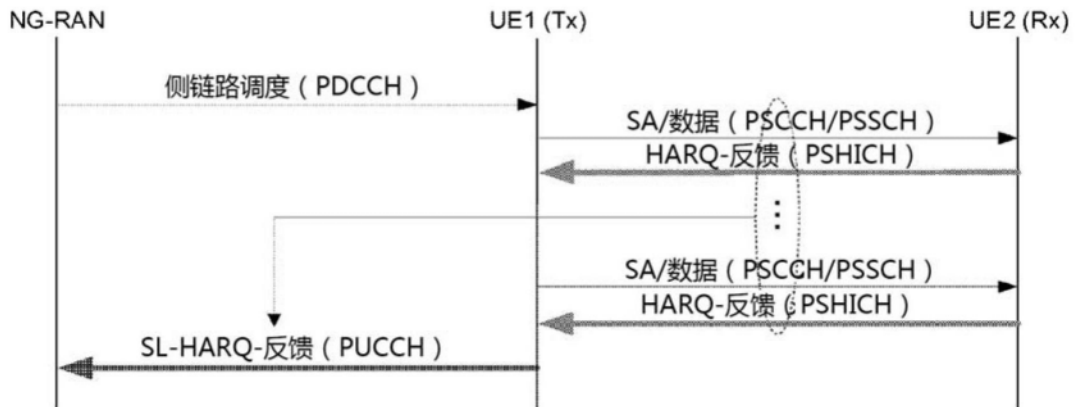 NG-RAN UE1 (Tx) UE2 (Rx)
侧链路调度 ( PDCCH )
SA/数据 ( PSCCH/PSSCH )
HARQ-反馈 ( PSHICH )
SA/数据 ( PSCCH/PSSCH )
HARQ-反馈 ( PSHICH )
SL-HARQ-反馈 ( PUCCH )